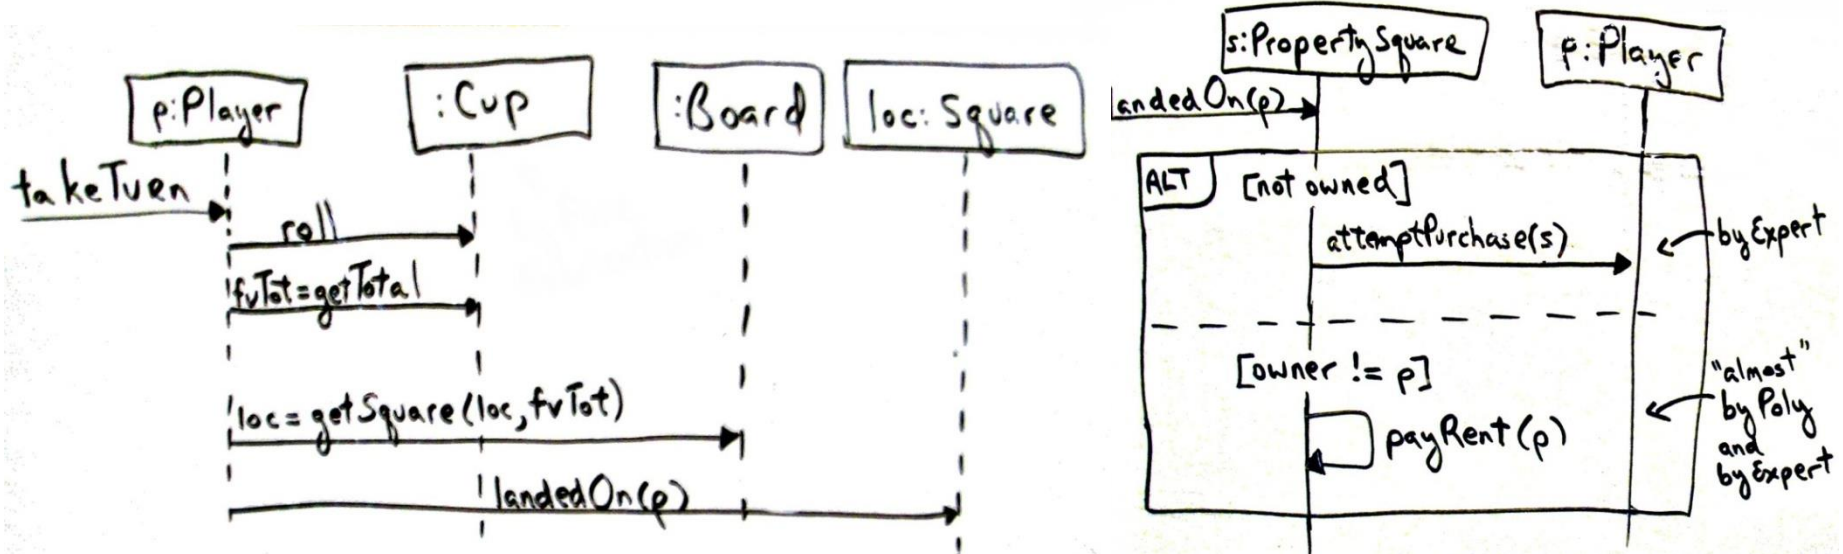 p:Player
:Cup
:Board
loc:Square
takeTurn
roll
fvTot=getTotal
loc=getSquare(loc,fvTot)
landedOn(p)
s:PropertySquare
p:Player
landedOn(p)
ALT
[not owned]
attemptPurchase(s)
by Expert
[owner != p]
payRent(p)
"almost"
by Poly
and
by Expert